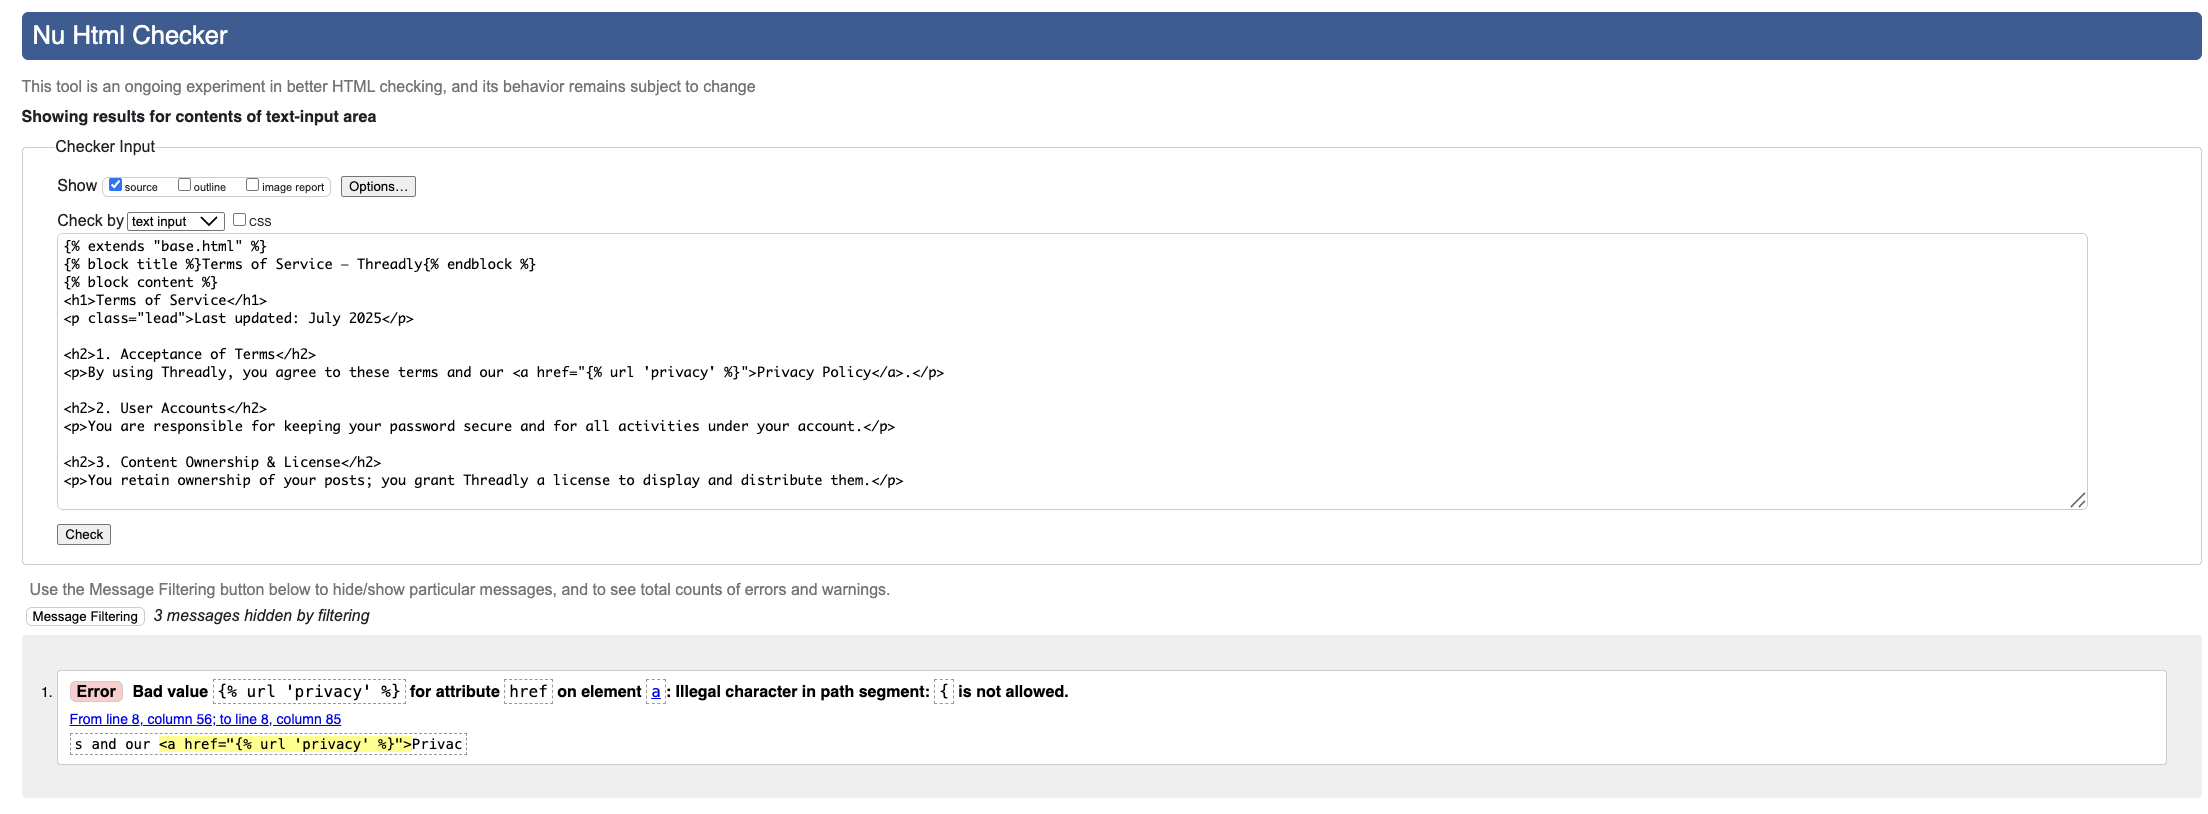 Nu Html Checker
This tool is an ongoing experiment in better HTML checking, and its behavior remains subject to change
Showing results for contents of text-input area
Checker Input
Show source outline image report Options...
Check by text input css
{% extends "base.html" %}
{% block title %}Terms of Service – Threadly{% endblock %}
{% block content %}
<h1>Terms of Service</h1>
<p class="lead">Last updated: July 2025</p>
<h2>1. Acceptance of Terms</h2>
<p>By using Threadly, you agree to these terms and our <a href="{% url 'privacy' %}">Privacy Policy</a>.</p>
<h2>2. User Accounts</h2>
<p>You are responsible for keeping your password secure and for all activities under your account.</p>
<h2>3. Content Ownership & License</h2>
<p>You retain ownership of your posts; you grant Threadly a license to display and distribute them.</p>
Check
Use the Message Filtering button below to hide/show particular messages, and to see total counts of errors and warnings.
Message Filtering 3 messages hidden by filtering
1. Error Bad value {% url 'privacy' %} for attribute href on element a: Illegal character in path segment: { is not allowed.
From line 8, column 56; to line 8, column 85
s and our <a href="{% url 'privacy' %}">Privac